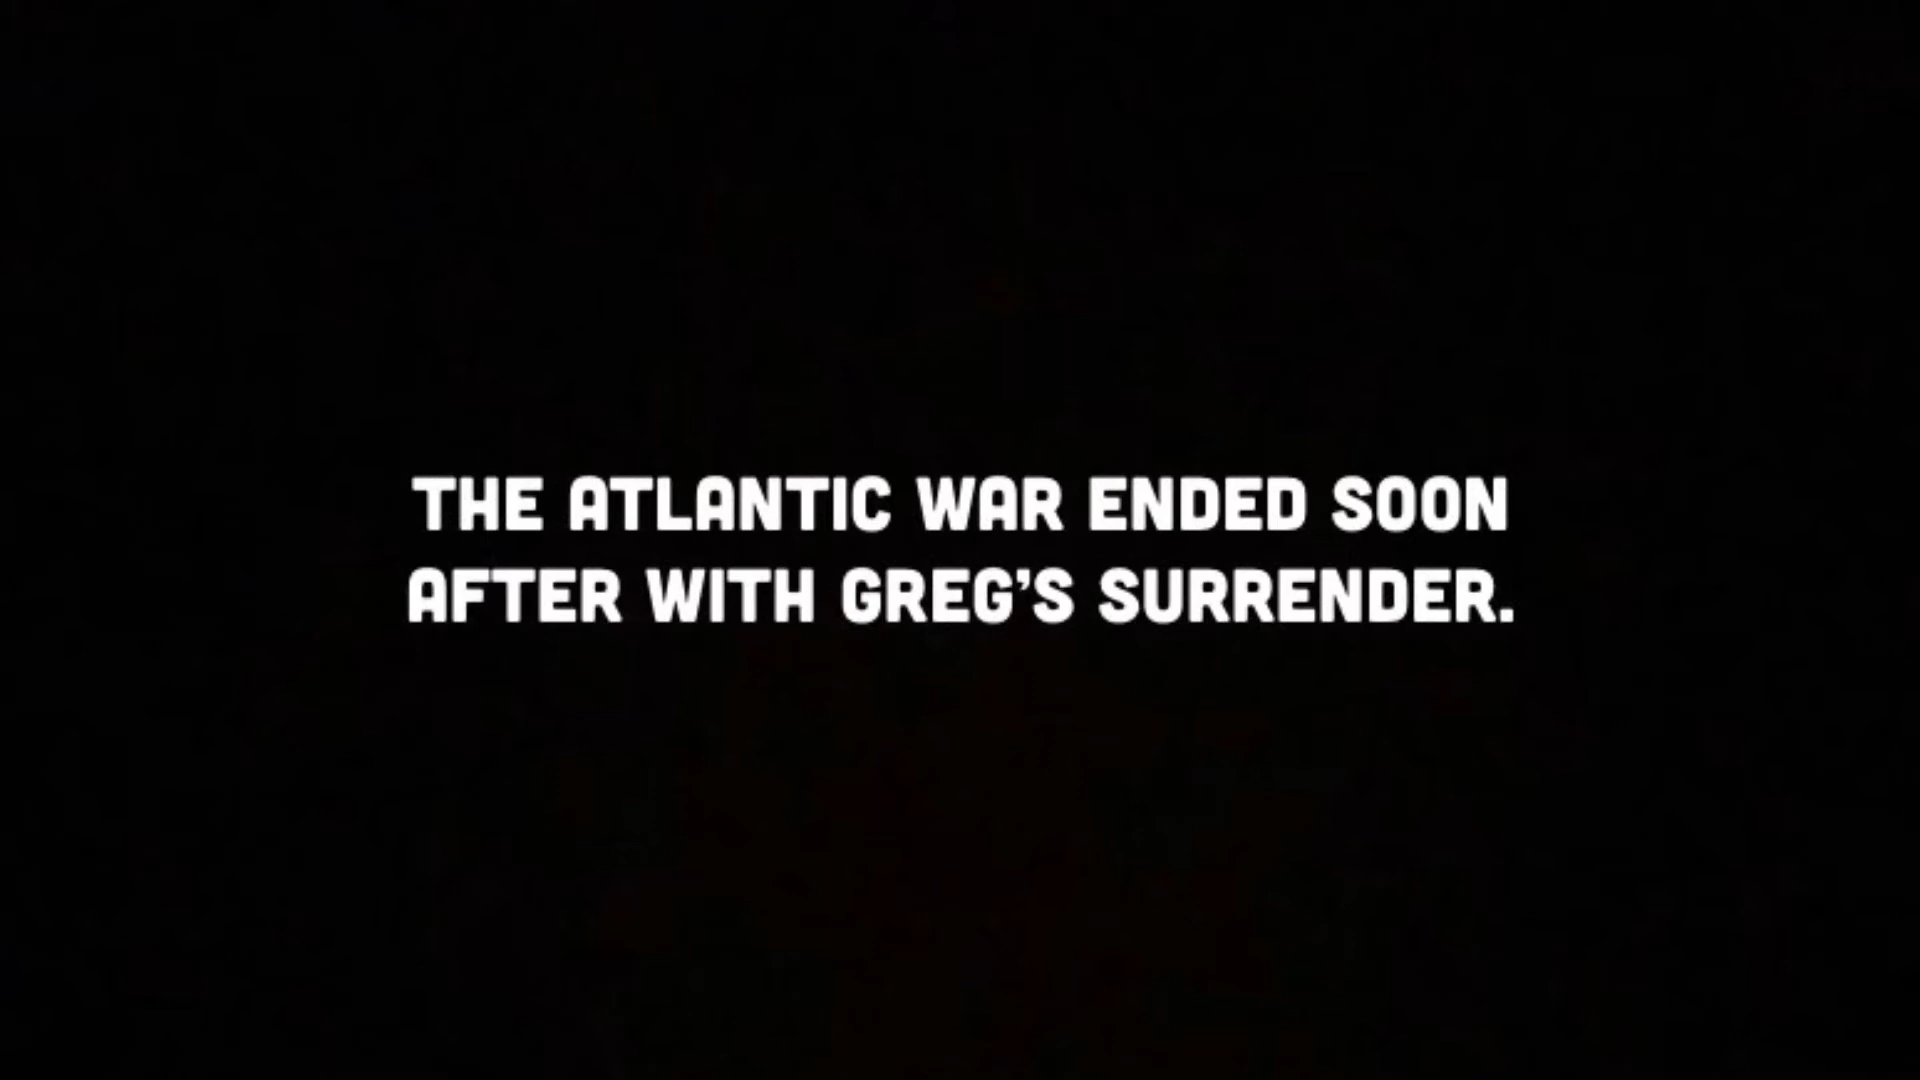 THE ATLANTIC WAR ENDED SOON
AFTER WITH GREG’S SURRENDER.